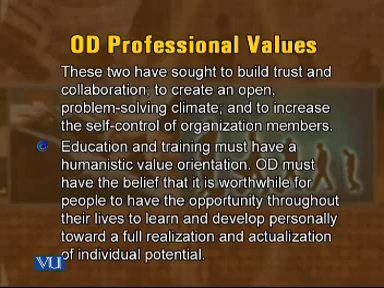 OD Professional Values
These two have sought to build trust and
collaboration; to create an open,
problem-solving climate; and to increase
the self-control of organization members.
Education and training must have a
humanistic value orientation. OD must
have the belief that it is worthwhile for
people to have the opportunity throughout
their lives to learn and develop personally
toward a full realization and actualization
of individual potential.
VU